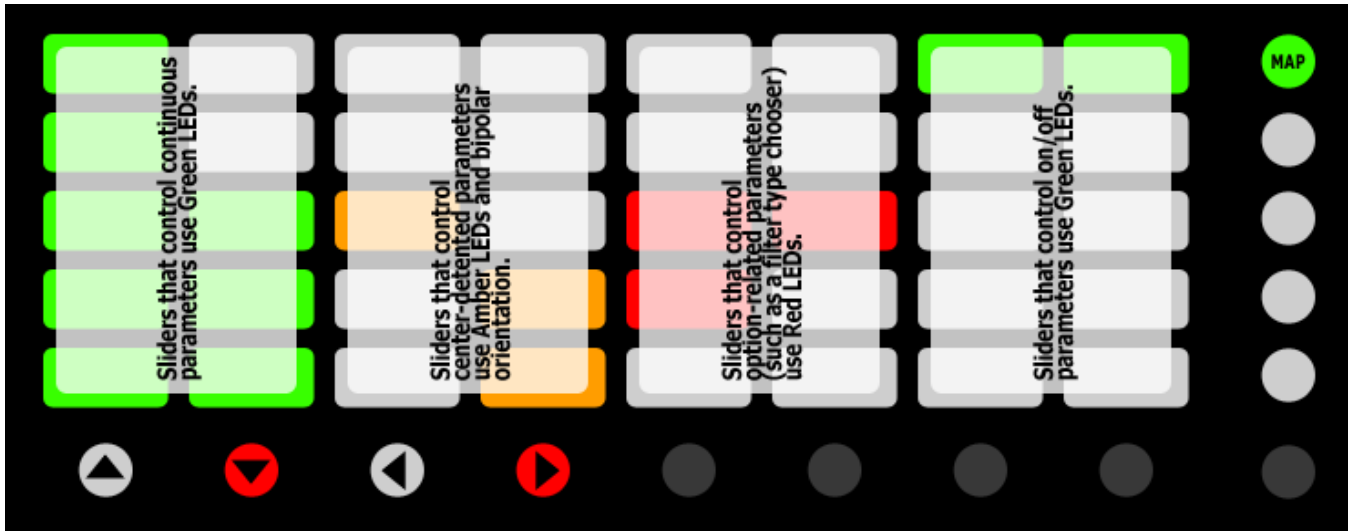 Sliders that control continuous
parameters use Green LEDs.
Sliders that control
center-detented parameters
use Amber LEDs and bipolar
orientation.
Sliders that control
option-related parameters
(such as a filter type chooser)
use Red LEDs.
Sliders that control on/off
parameters use Green LEDs.
MAP